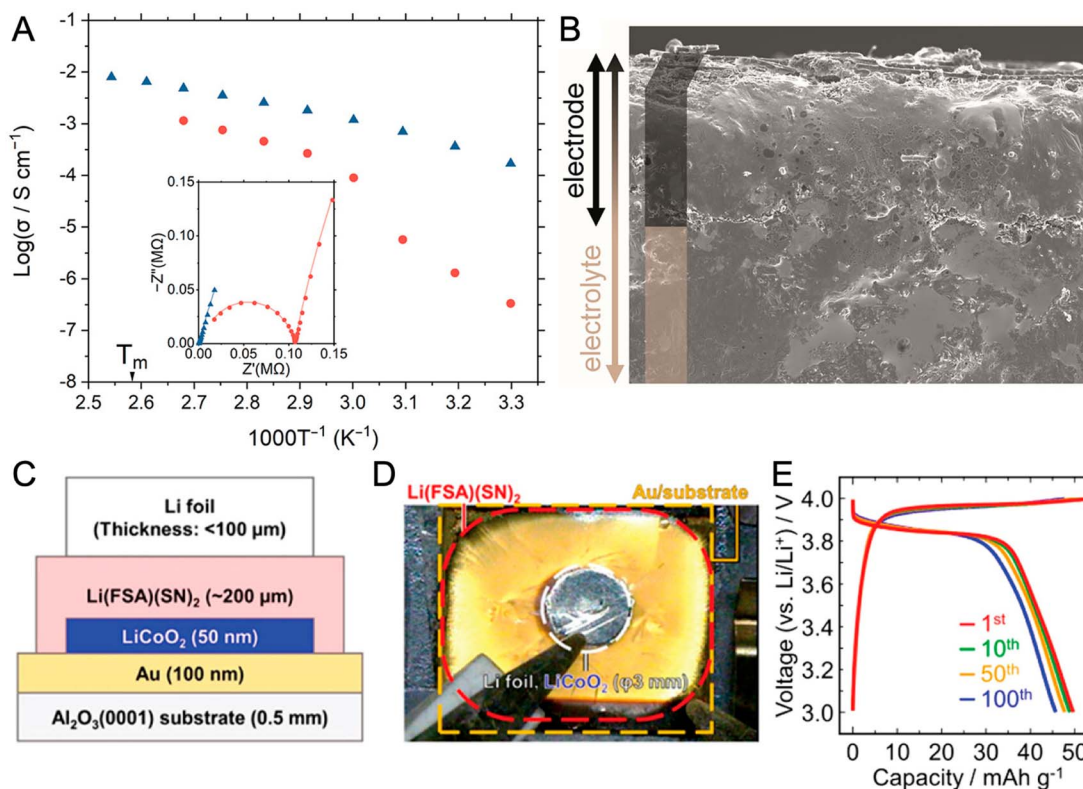 A
Log(σ / S cm⁻¹)
-1
-2
-3
-4
-5
-6
-7
-8
2.5 2.6 2.7 2.8 2.9 3.0 3.1 3.2 3.3
1000T⁻¹ (K⁻¹)
Tm
−Z''(MΩ)
0.15
0.10
0.05
0.00
0.00 0.05 0.10 0.15
Z'(MΩ)
B
electrode
electrolyte
C
Li foil
(Thickness: <100 μm)
Li(FSA)(SN)₂ (~200 μm)
LiCoO₂ (50 nm)
Au (100 nm)
Al₂O₃(0001) substrate (0.5 mm)
D
Li(FSA)(SN)₂
Au/substrate
Li foil, LiCoO₂ (φ3 mm)
E
Voltage (vs. Li/Li⁺) / V
4.0
3.8
3.6
3.4
3.2
3.0
1st
10th
50th
100th
0 10 20 30 40 50
Capacity / mAh g⁻¹